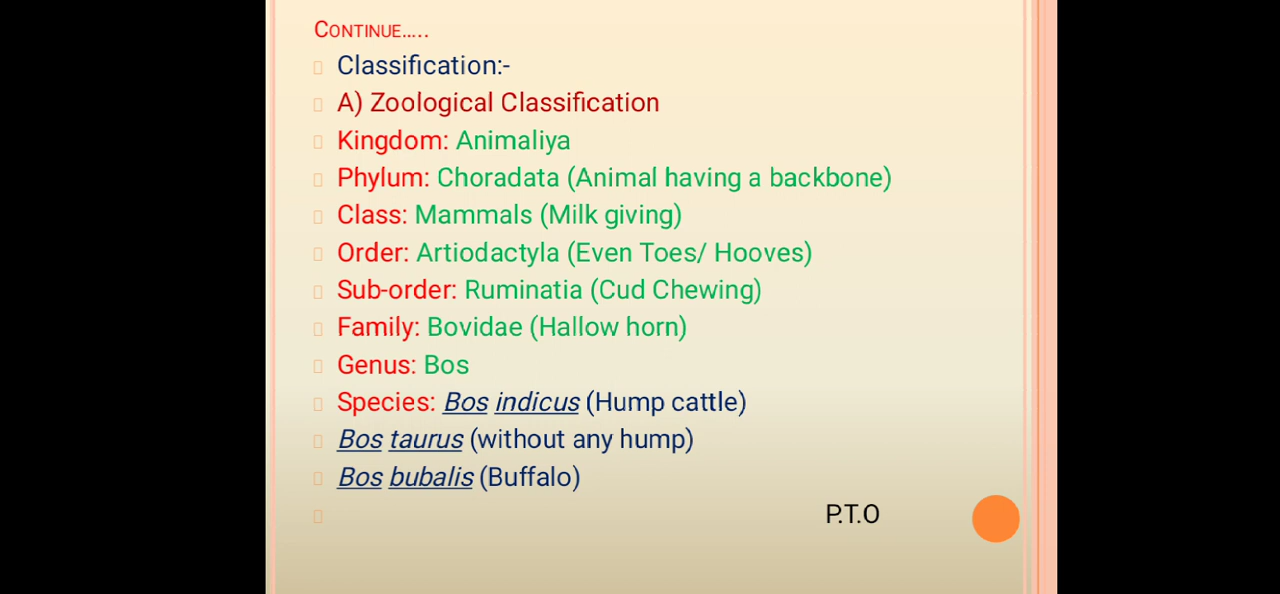 CONTINUE.....
Classification:-
A) Zoological Classification
Kingdom: Animaliya
Phylum: Choradata (Animal having a backbone)
Class: Mammals (Milk giving)
Order: Artiodactyla (Even Toes/ Hooves)
Sub-order: Ruminatia (Cud Chewing)
Family: Bovidae (Hallow horn)
Genus: Bos
Species: Bos indicus (Hump cattle)
Bos taurus (without any hump)
Bos bubalis (Buffalo)
P.T.O